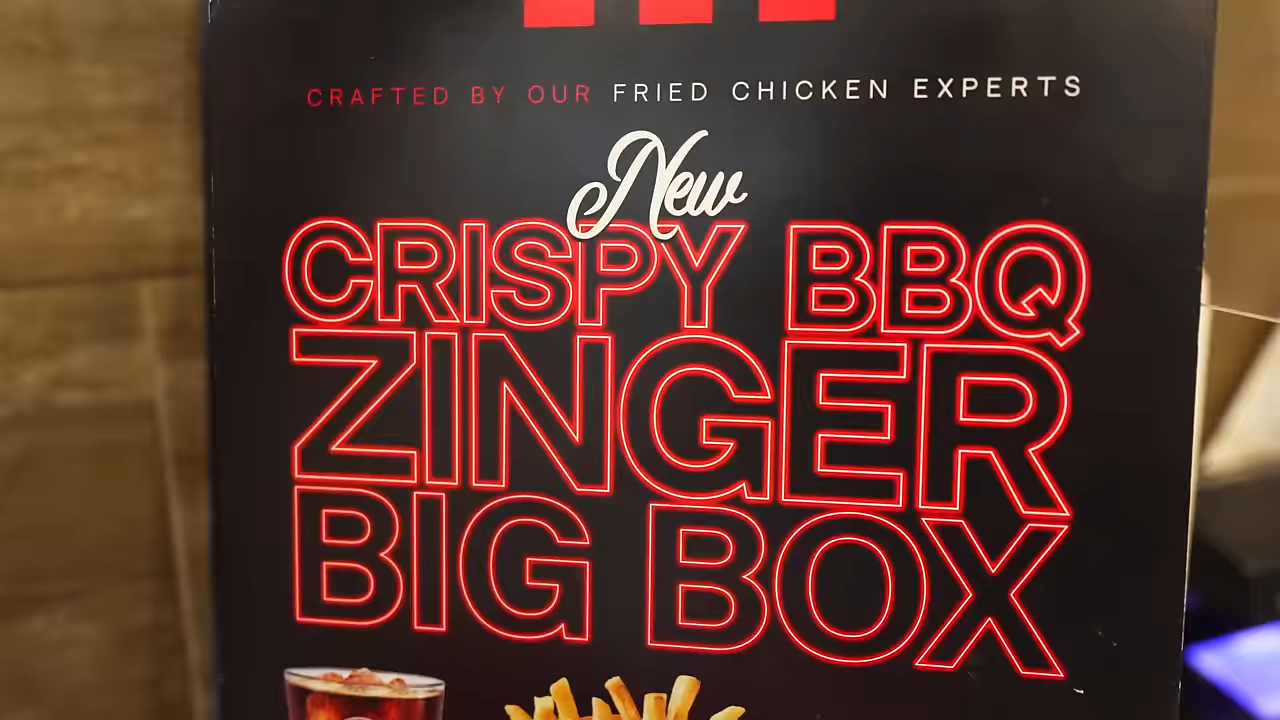 CRAFTED BY OUR FRIED CHICKEN EXPERTS
New
CRISPY BBQ
ZINGER
BIG BOX